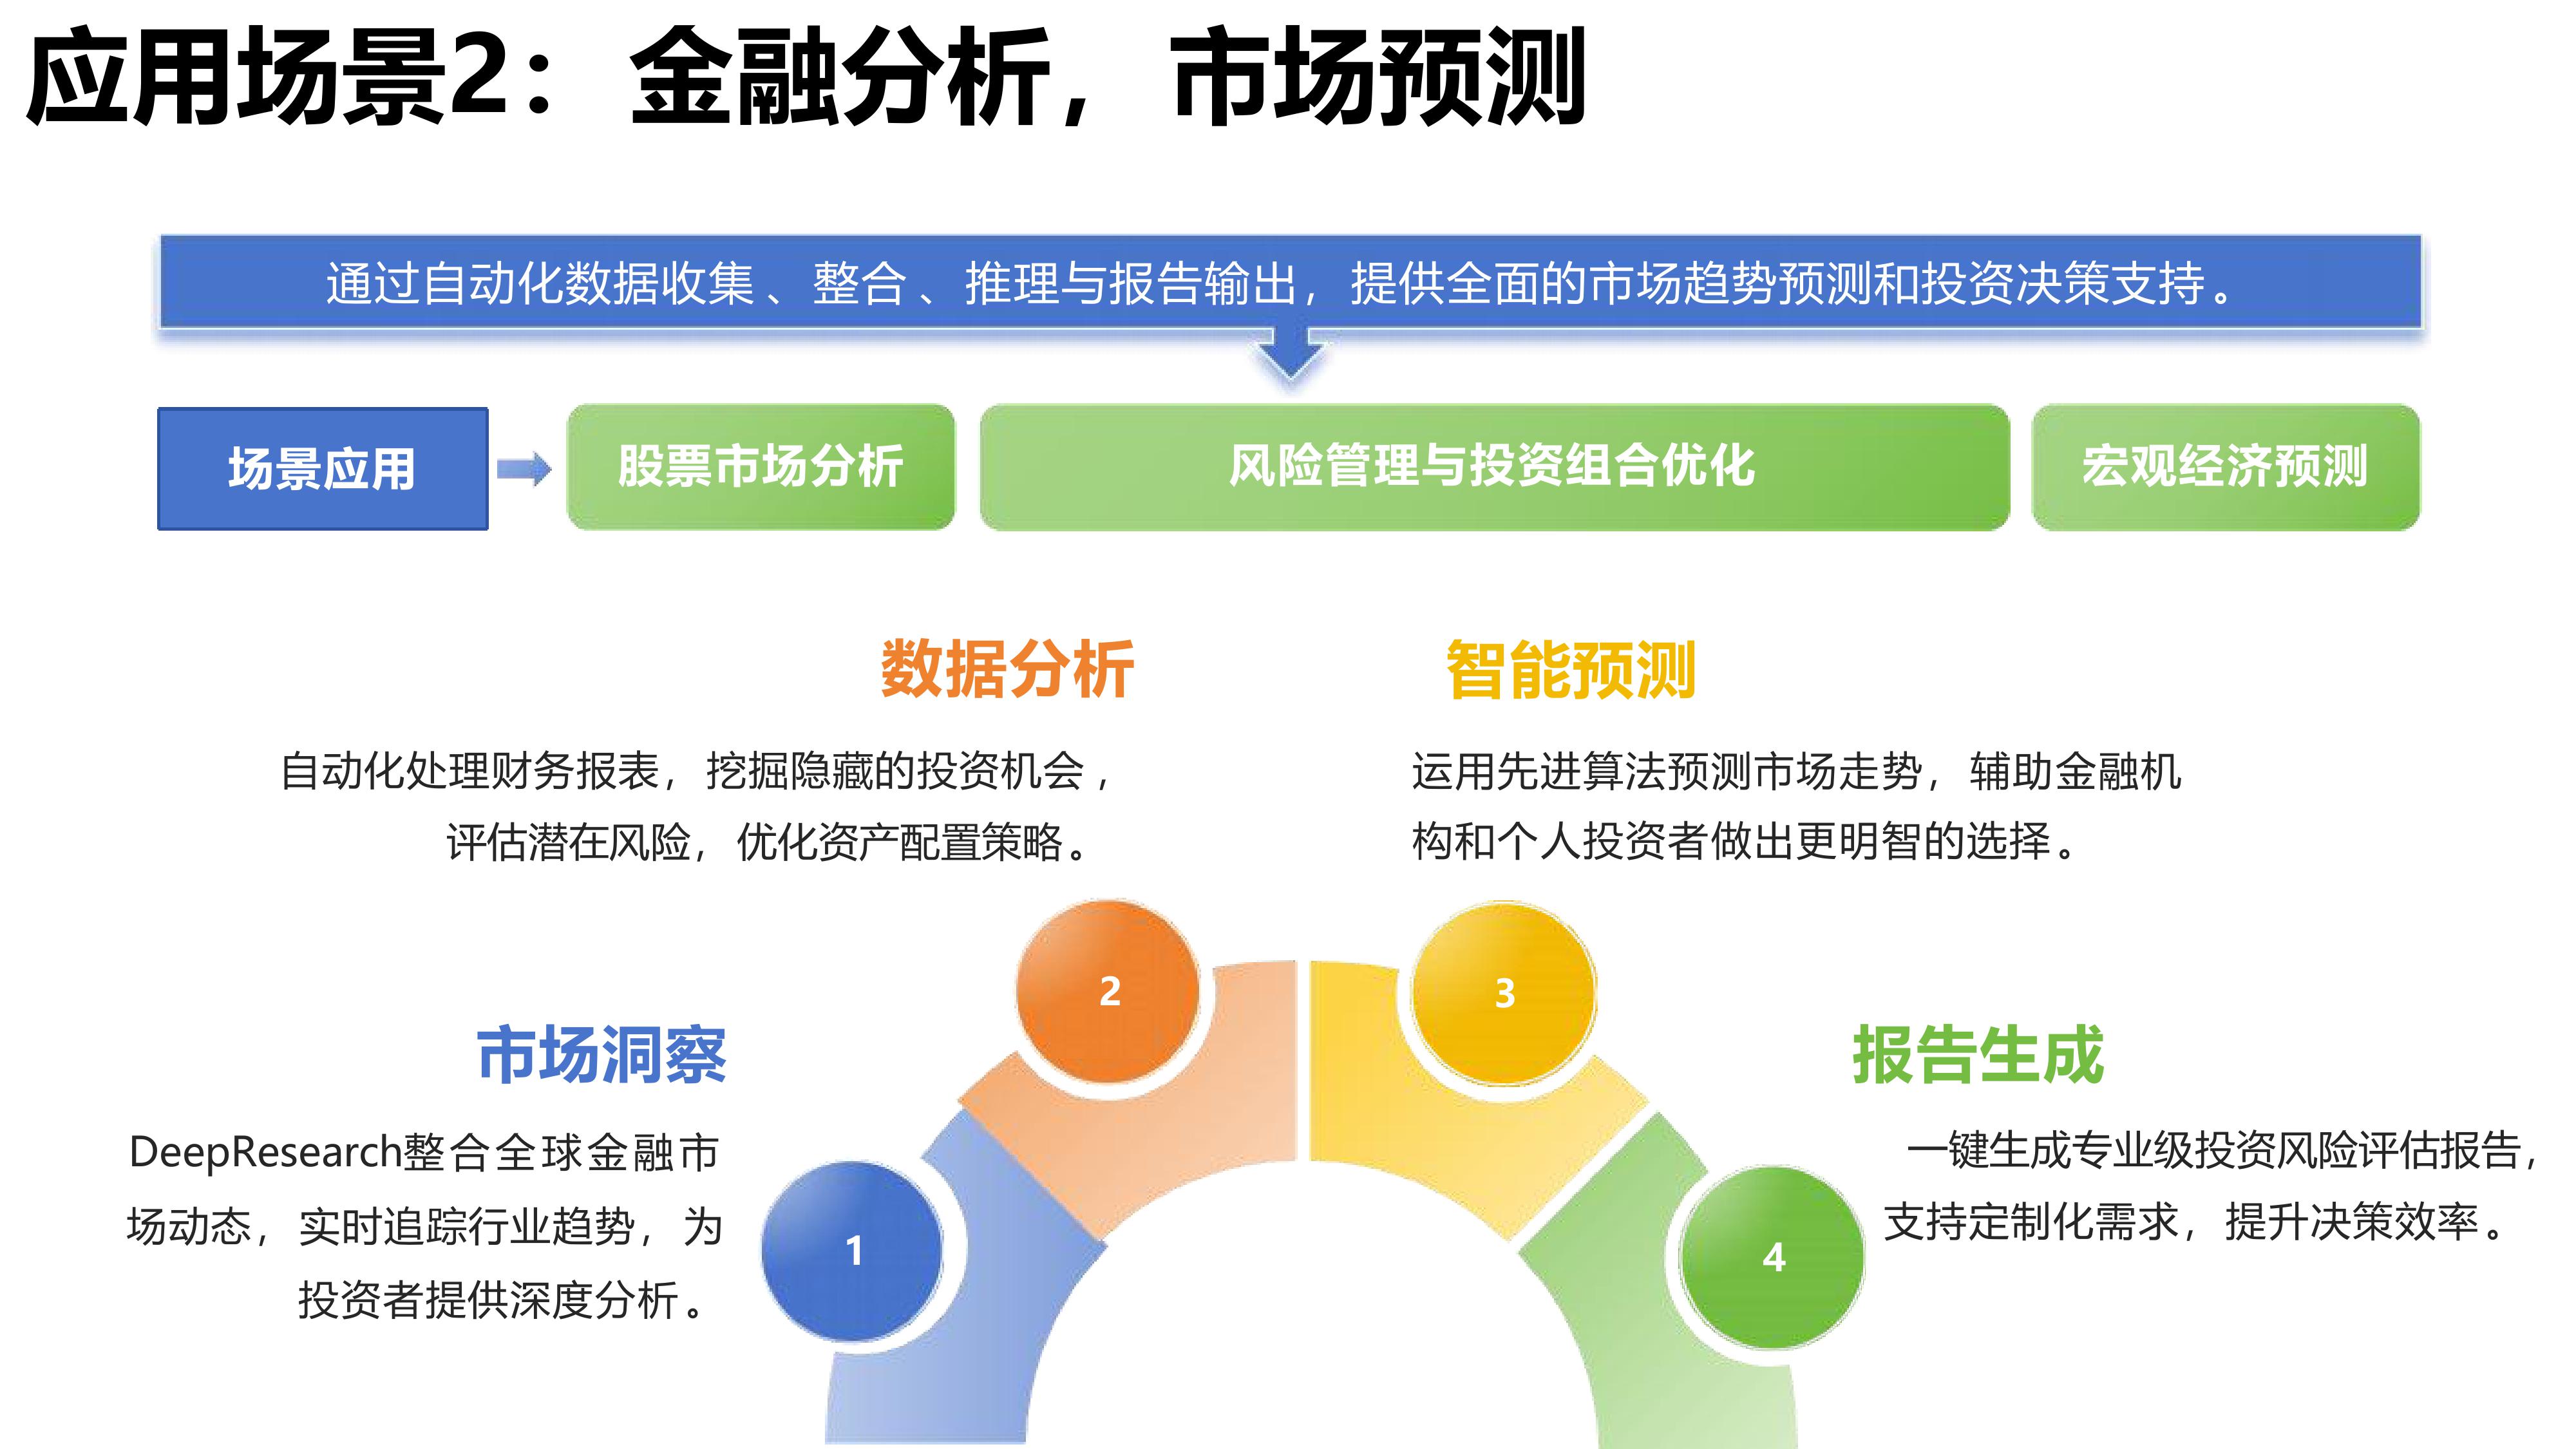 应用场景2：金融分析，市场预测
通过自动化数据收集、整合、推理与报告输出，提供全面的市场趋势预测和投资决策支持。
场景应用
股票市场分析
风险管理与投资组合优化
宏观经济预测
数据分析
自动化处理财务报表，挖掘隐藏的投资机会，
评估潜在风险，优化资产配置策略。
智能预测
运用先进算法预测市场走势，辅助金融机
构和个人投资者做出更明智的选择。
2
3
市场洞察
DeepResearch整合全球金融市
场动态，实时追踪行业趋势，为
投资者提供深度分析。
1
报告生成
一键生成专业级投资风险评估报告，
支持定制化需求，提升决策效率。
4